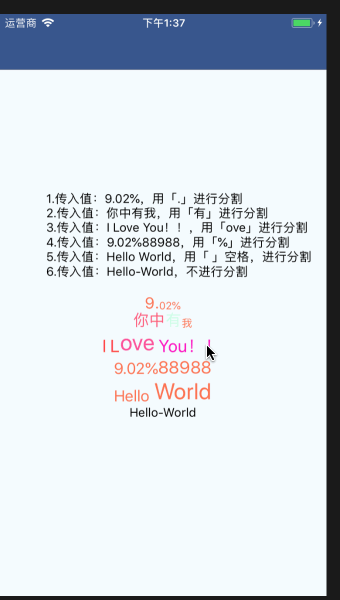 运营商 下午1:37
1.传入值：9.02%，用「.」进行分割
2.传入值：你中有我，用「有」进行分割
3.传入值：I Love You！！，用「ove」进行分割
4.传入值：9.02%88988，用「%」进行分割
5.传入值：Hello World，用「 」空格，进行分割
6.传入值：Hello-World，不进行分割
9.02%
你中有我
I Love You！！
9.02%88988
Hello World
Hello-World